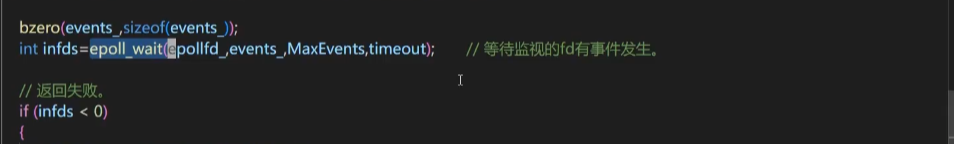 bzero(events_,sizeof(events_));
int infds=epoll_wait(epollfd_,events_,MaxEvents,timeout);    // 等待监视的fd有事件发生。
// 返回失败。
if (infds < 0)
{